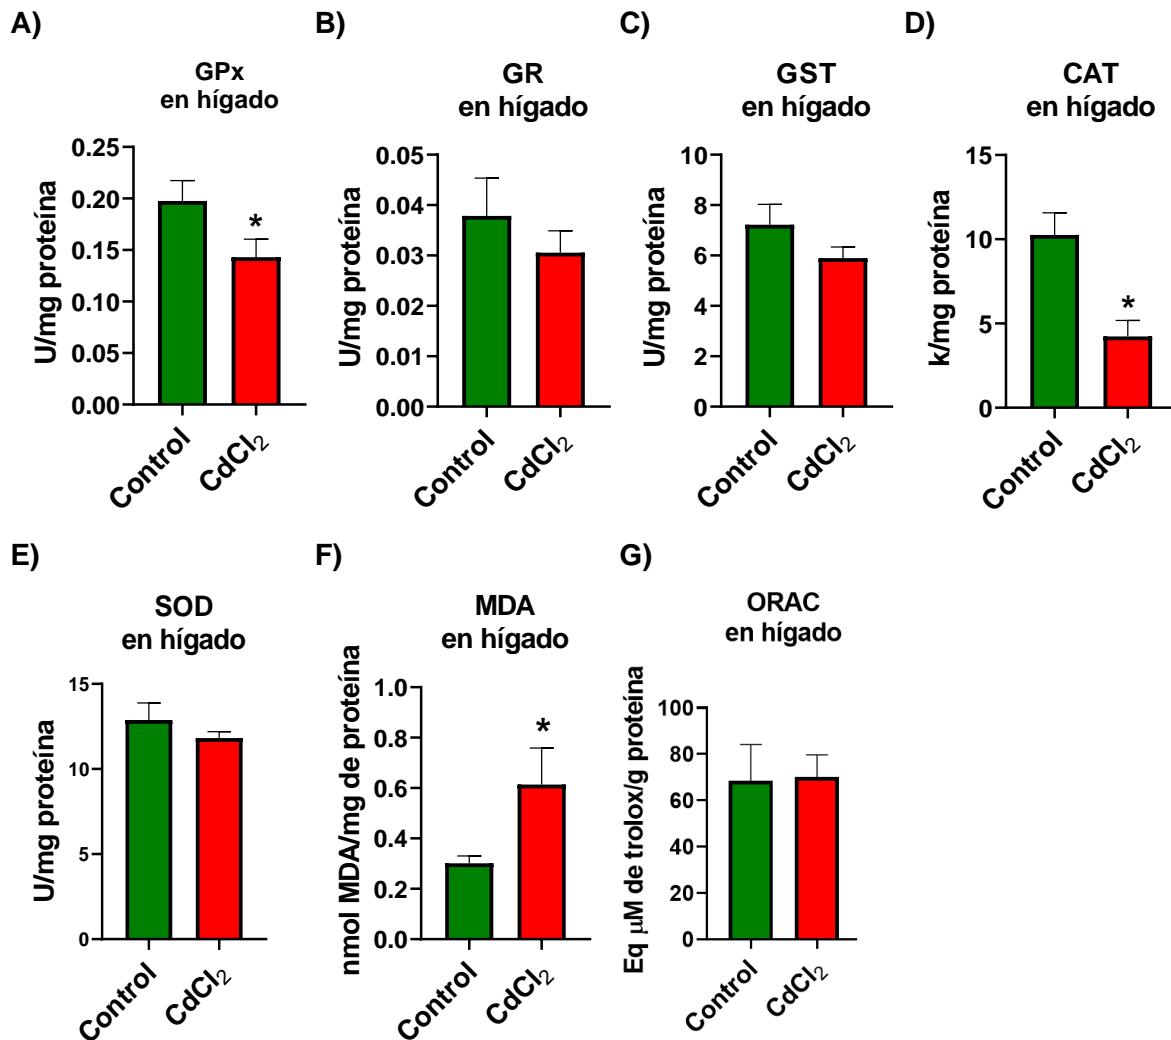 A)
GPx
en hígado
U/mg proteína
0.25
0.20
0.15
0.10
0.05
0.00
*
Control
CdCl₂
B)
GR
en hígado
U/mg proteína
0.05
0.04
0.03
0.02
0.01
0.00
Control
CdCl₂
C)
GST
en hígado
U/mg proteína
10
8
6
4
2
0
Control
CdCl₂
D)
CAT
en hígado
k/mg proteína
15
10
5
0
*
Control
CdCl₂
E)
SOD
en hígado
U/mg proteína
15
10
5
0
Control
CdCl₂
F)
MDA
en hígado
nmol MDA/mg de proteína
1.0
0.8
0.6
0.4
0.2
0.0
*
Control
CdCl₂
G)
ORAC
en hígado
Eq μM de trolox/g proteína
100
80
60
40
20
0
Control
CdCl₂